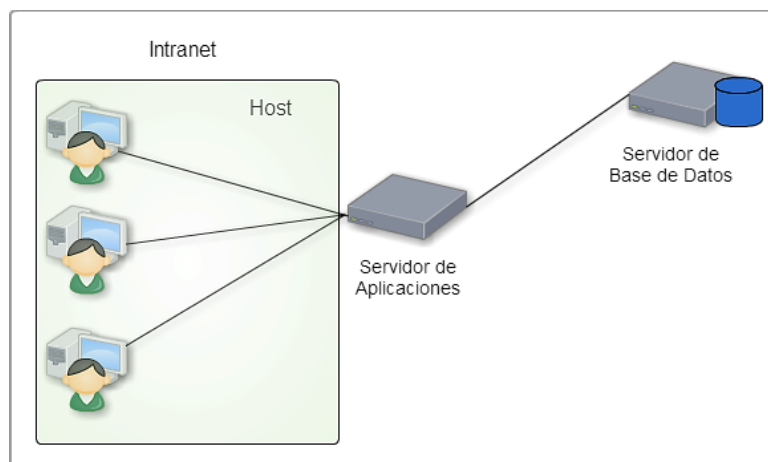 Intranet
Host
Servidor de
Base de Datos
Servidor de
Aplicaciones